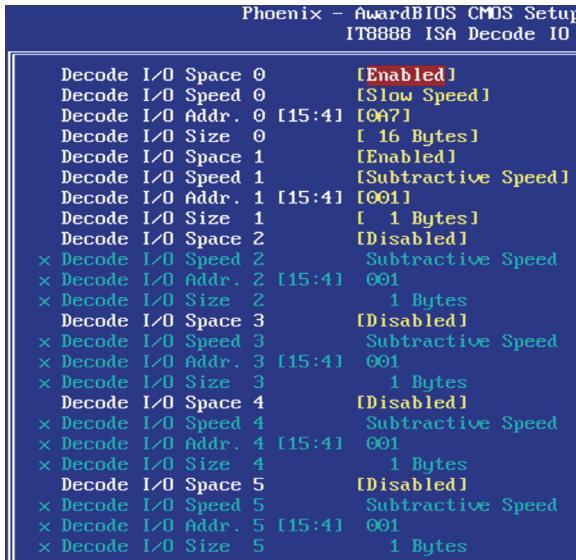 Phoenix - AwardBIOS CMOS Setup
IT8888 ISA Decode IO
Decode I/O Space 0 [Enabled]
Decode I/O Speed 0 [Slow Speed]
Decode I/O Addr. 0 [15:4] [0A7]
Decode I/O Size 0 [ 16 Bytes]
Decode I/O Space 1 [Enabled]
Decode I/O Speed 1 [Subtractive Speed]
Decode I/O Addr. 1 [15:4] [001]
Decode I/O Size 1 [ 1 Bytes]
Decode I/O Space 2 [Disabled]
x Decode I/O Speed 2 Subtractive Speed
x Decode I/O Addr. 2 [15:4] 001
x Decode I/O Size 2 1 Bytes
Decode I/O Space 3 [Disabled]
x Decode I/O Speed 3 Subtractive Speed
x Decode I/O Addr. 3 [15:4] 001
x Decode I/O Size 3 1 Bytes
Decode I/O Space 4 [Disabled]
x Decode I/O Speed 4 Subtractive Speed
x Decode I/O Addr. 4 [15:4] 001
x Decode I/O Size 4 1 Bytes
Decode I/O Space 5 [Disabled]
x Decode I/O Speed 5 Subtractive Speed
x Decode I/O Addr. 5 [15:4] 001
x Decode I/O Size 5 1 Bytes